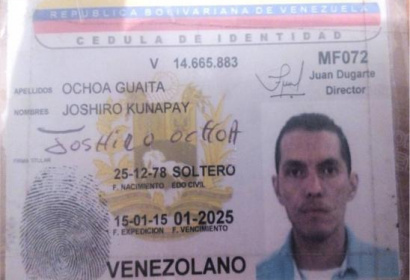 REPUBLICA BOLIVARIANA DE VENEZUELA
CEDULA DE IDENTIDAD
V 14.665.883
MF072
Juan Dugarte
Director
APELLIDOS OCHOA GUAITA
NOMBRES JOSHIRO KUNAPAY
Joshiro Ochoa
FIRMA TITULAR
25-12-78 SOLTERO
F. NACIMIENTO EDO CIVIL
15-01-15 01-2025
F. EXPEDICION F. VENCIMIENTO
VENEZOLANO